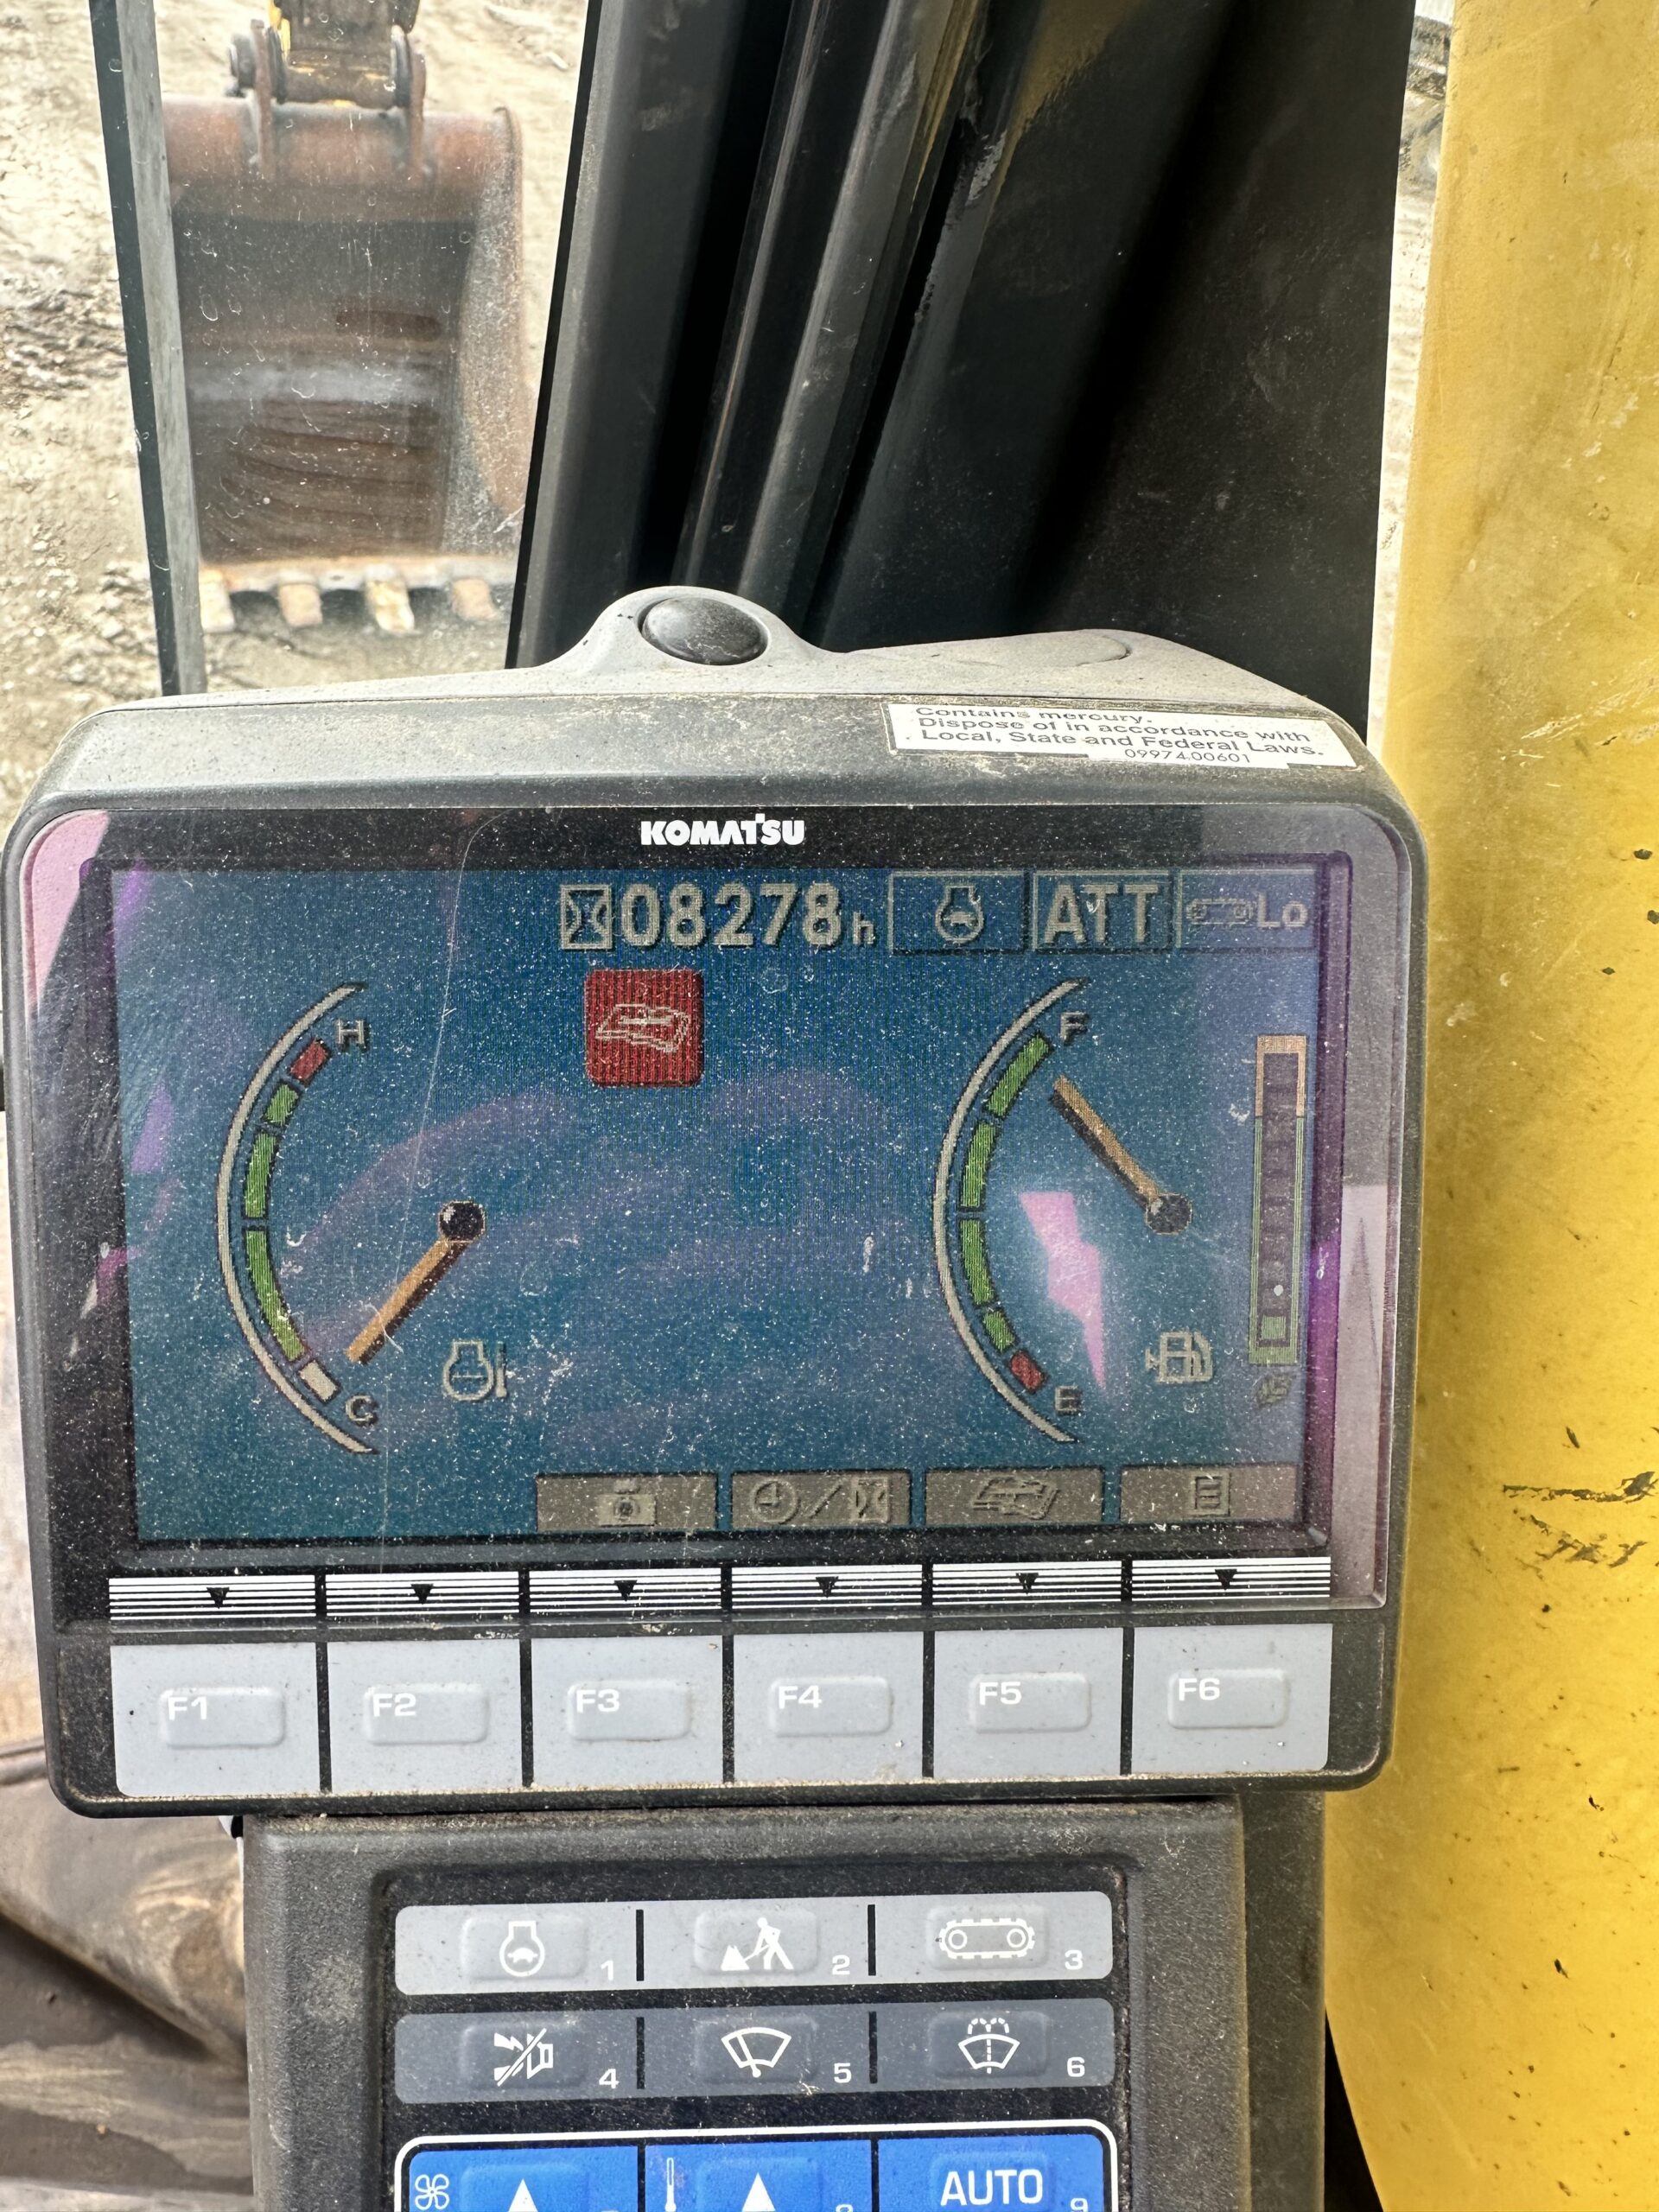 Contains mercury.
Dispose of in accordance with
Local, State and Federal Laws.
09974.00601
KOMATSU
08278h ATT Lo
H
F
C
E
F1 F2 F3 F4 F5 F6
1 2 3
4 5 6
AUTO